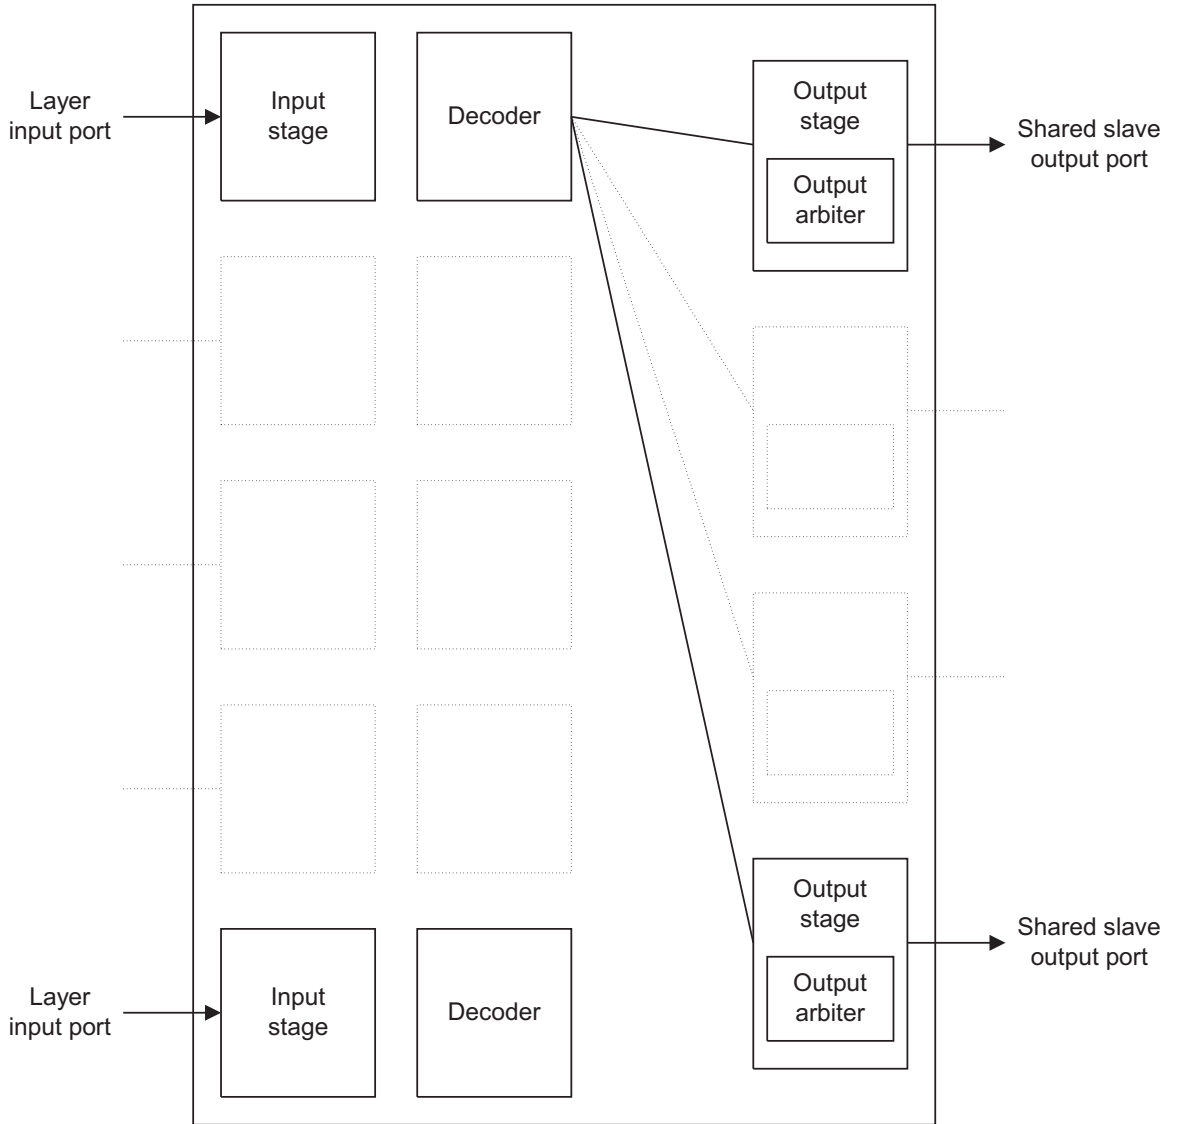 Layer
input port
Input
stage
Decoder
Output
stage
Output
arbiter
Shared slave
output port
Layer
input port
Input
stage
Decoder
Output
stage
Output
arbiter
Shared slave
output port